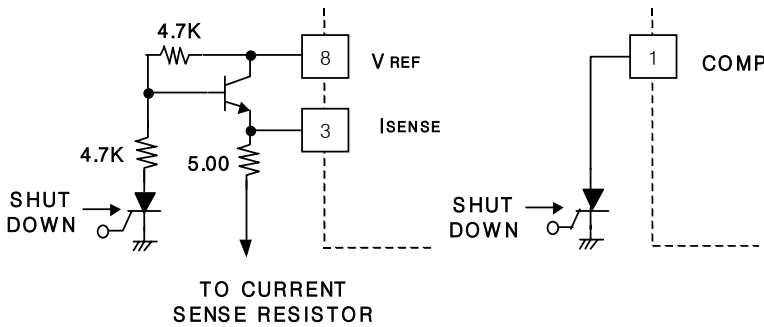 4.7K
8
V REF
1
COMP
3
ISENSE
4.7K
5.00
SHUT
DOWN
SHUT
DOWN
TO CURRENT
SENSE RESISTOR